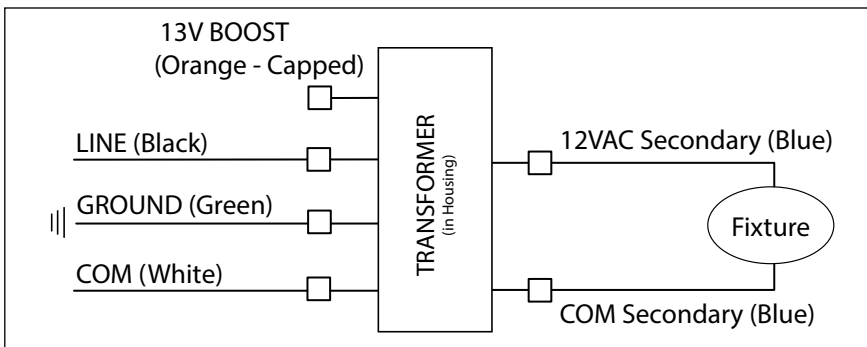 13V BOOST
(Orange - Capped)
LINE (Black)
GROUND (Green)
COM (White)
TRANSFORMER
(in Housing)
12VAC Secondary (Blue)
Fixture
COM Secondary (Blue)